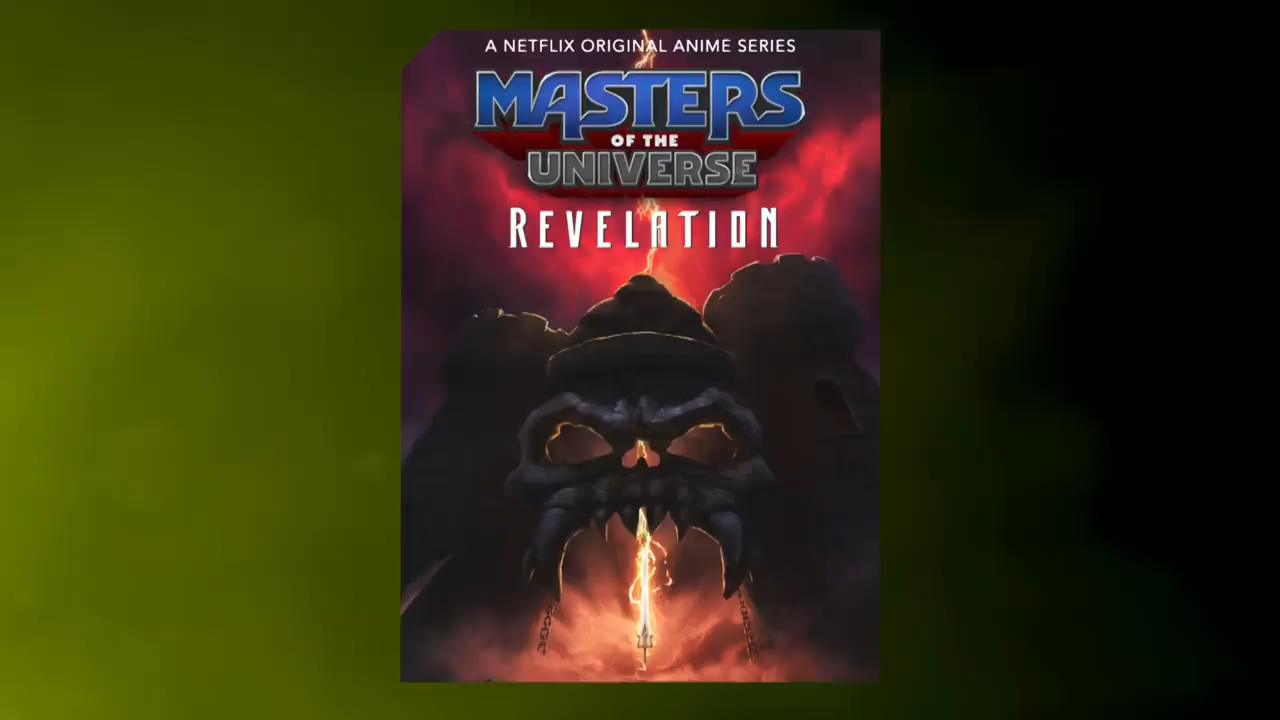 A NETFLIX ORIGINAL ANIME SERIES
MASTERS
OF THE
UNIVERSE
REVELATION